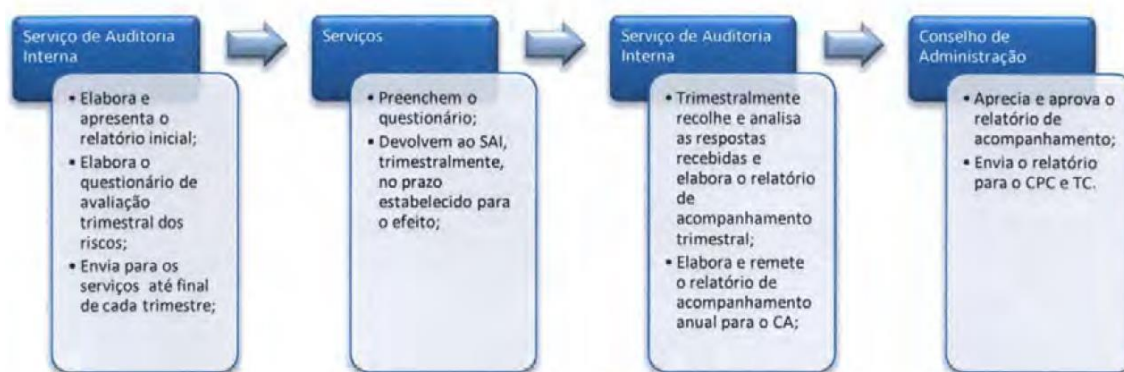 Serviço de Auditoria
Interna
• Elabora e
apresenta o
relatório inicial;
• Elabora o
questionário de
avaliação
trimestral dos
riscos;
• Envia para os
serviços até final
de cada trimestre;
Serviços
• Preenchem o
questionário;
• Devolvem ao SAI,
trimestralmente,
no prazo
estabelecido para
o efeito;
Serviço de Auditoria
Interna
• Trimestralmente
recolhe e analisa
as respostas
recebidas e
elabora o relatório
de
acompanhamento
trimestral;
• Elabora e remete
o relatório de
acompanhamento
anual para o CA;
Conselho de
Administração
• Aprecia e aprova o
relatório de
acompanhamento;
• Envia o relatório
para o CPC e TC.